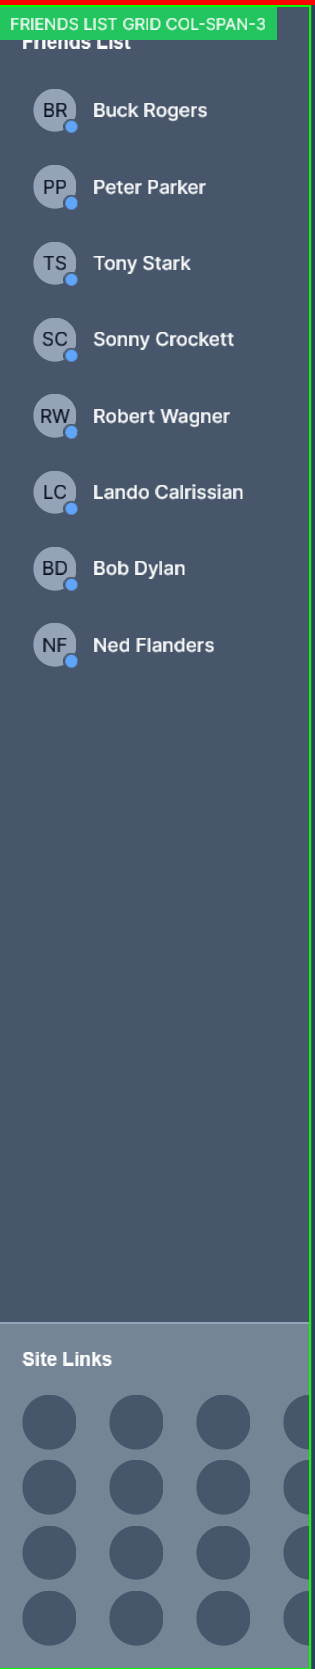 FRIENDS LIST GRID COL-SPAN-3
Friends List
BR Buck Rogers
PP Peter Parker
TS Tony Stark
SC Sonny Crockett
RW Robert Wagner
LC Lando Calrissian
BD Bob Dylan
NF Ned Flanders
Site Links